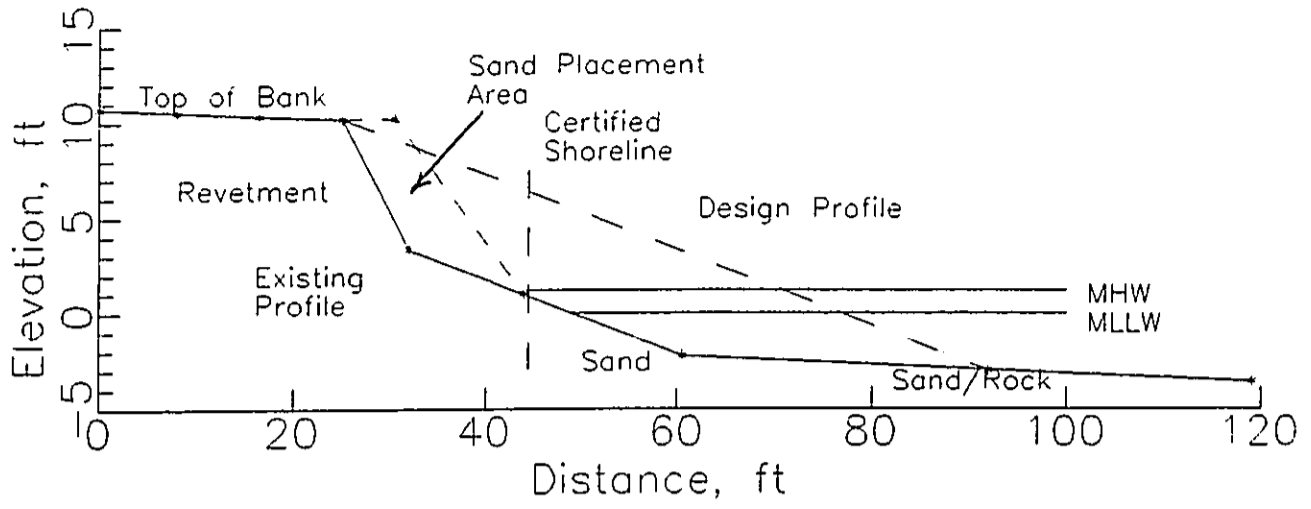 Elevation, ft
15
10
5
0
-5
Top of Bank
Sand Placement
Area
Certified
Shoreline
Revetment
Design Profile
Existing
Profile
MHW
MLLW
Sand
Sand/Rock
0
20
40
60
80
100
120
Distance, ft